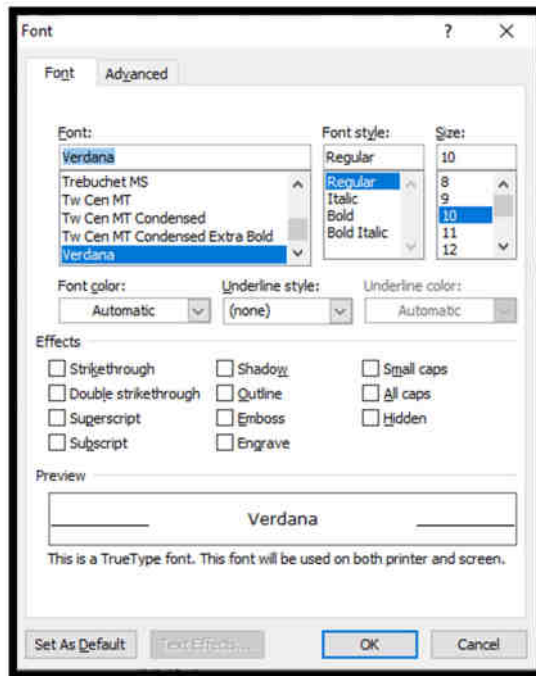 Font ? ×
Font Advanced
Font: Font style: Size:
Verdana Regular 10
Trebuchet MS Regular 8
Tw Cen MT Italic 9
Tw Cen MT Condensed Bold 10
Tw Cen MT Condensed Extra Bold Bold Italic 11
Verdana 12
Font color: Underline style: Underline color:
Automatic (none) Automatic
Effects
Strikethrough Shadow Small caps
Double strikethrough Outline All caps
Superscript Emboss Hidden
Subscript Engrave
Preview
Verdana
This is a TrueType font. This font will be used on both printer and screen.
Set As Default Text Effects... OK Cancel